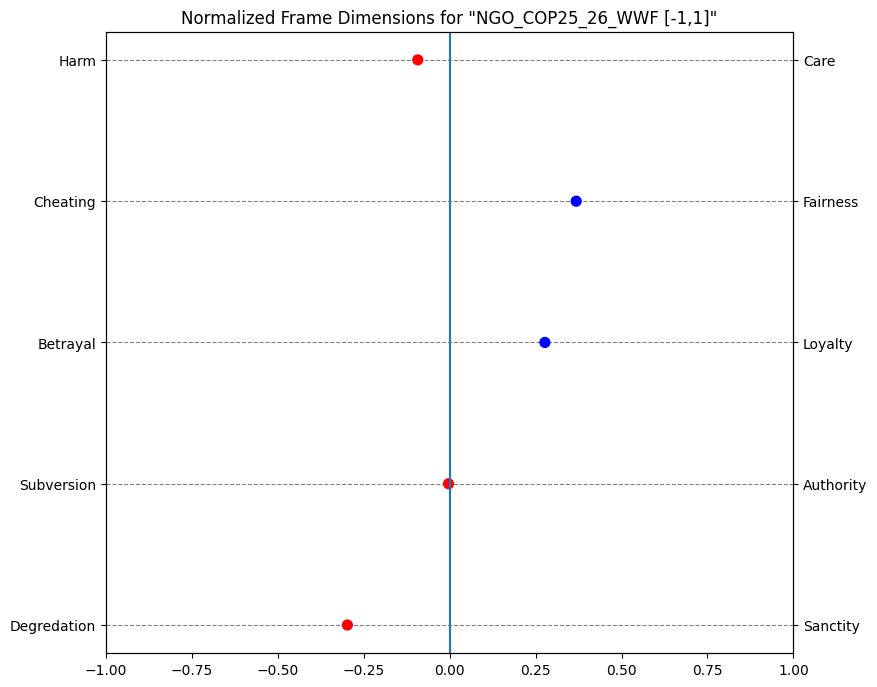 Normalized Frame Dimensions for "NGO_COP25_26_WWF [-1,1]"
Harm Care
Cheating Fairness
Betrayal Loyalty
Subversion Authority
Degredation Sanctity
−1.00 −0.75 −0.50 −0.25 0.00 0.25 0.50 0.75 1.00